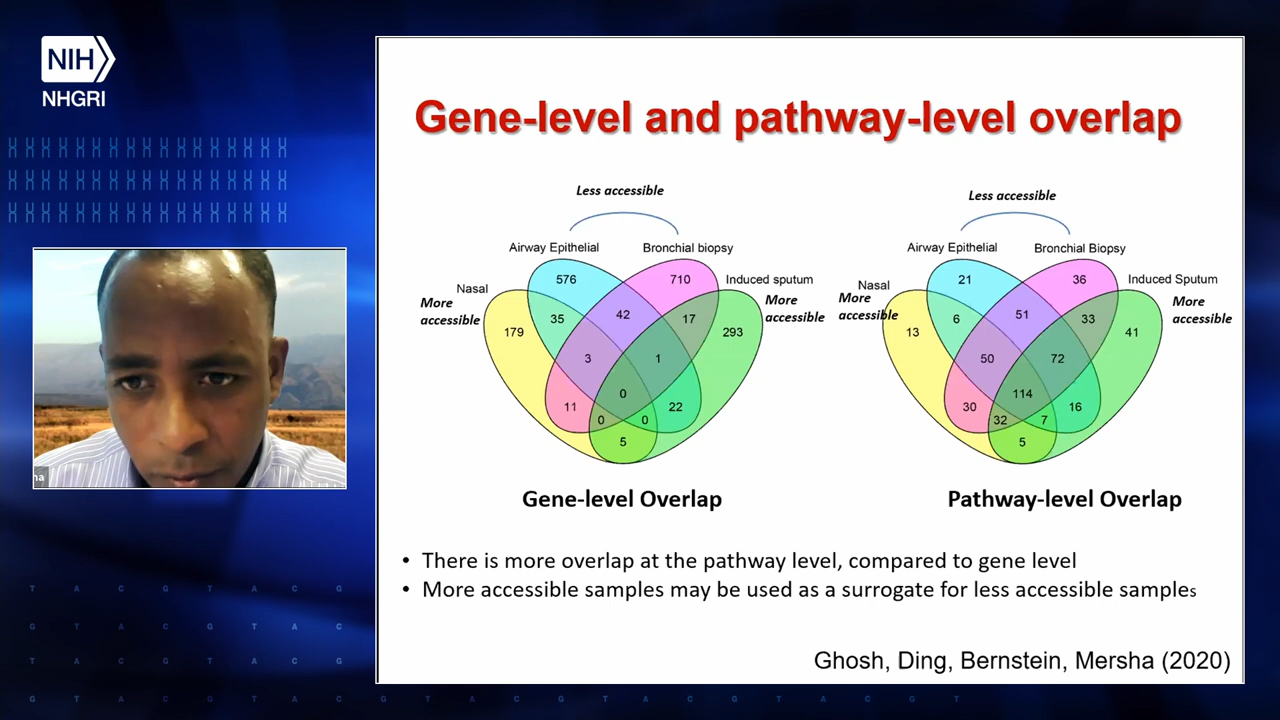 NIH
NHGRI
Gene-level and pathway-level overlap
Less accessible
Airway Epithelial
Bronchial biopsy
Nasal
Induced sputum
More
accessible
More
accessible
576
710
179
35
42
17
293
3
1
0
11
0
0
22
5
Gene-level Overlap
Less accessible
Airway Epithelial
Bronchial Biopsy
Nasal
Induced Sputum
More
accessible
More
accessible
21
36
13
6
51
33
41
50
72
114
30
32
7
16
5
Pathway-level Overlap
• There is more overlap at the pathway level, compared to gene level
• More accessible samples may be used as a surrogate for less accessible samples
Ghosh, Ding, Bernstein, Mersha (2020)
ha
T A C G T A C G
G T A C G T A C
T A C G T A C G
G T A C G T A C G T A C G T A C G T A C G T